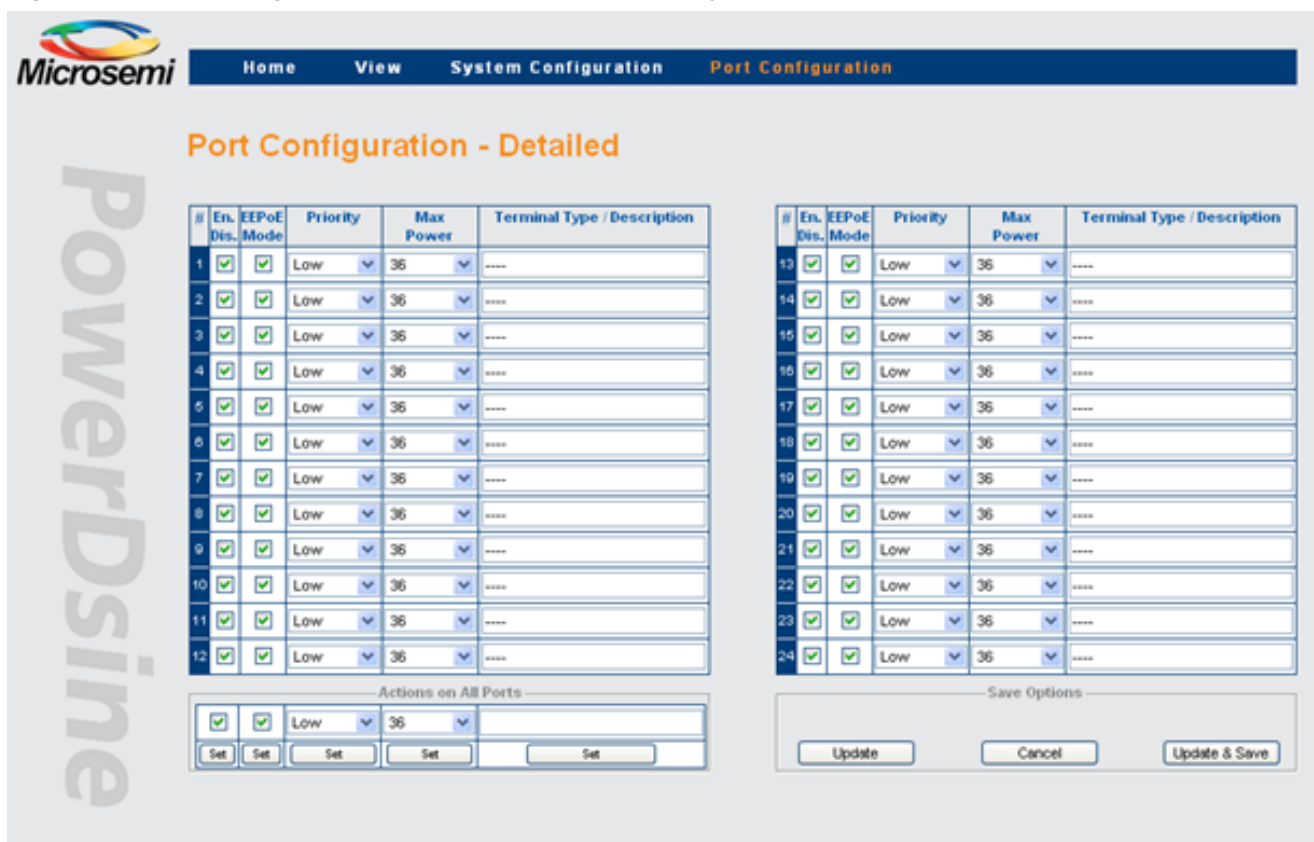 Microsemi
Home View System Configuration Port Configuration
PowerDsine
Port Configuration - Detailed
# En. Dis. EEPoE Mode Priority Max Power Terminal Type / Description
1 Low 36 ----
2 Low 36 ----
3 Low 36 ----
4 Low 36 ----
5 Low 36 ----
6 Low 36 ----
7 Low 36 ----
8 Low 36 ----
9 Low 36 ----
10 Low 36 ----
11 Low 36 ----
12 Low 36 ----
Actions on All Ports
Low 36
Set Set Set Set Set
# En. Dis. EEPoE Mode Priority Max Power Terminal Type / Description
13 Low 36 ----
14 Low 36 ----
15 Low 36 ----
16 Low 36 ----
17 Low 36 ----
18 Low 36 ----
19 Low 36 ----
20 Low 36 ----
21 Low 36 ----
22 Low 36 ----
23 Low 36 ----
24 Low 36 ----
Save Options
Update Cancel Update & Save